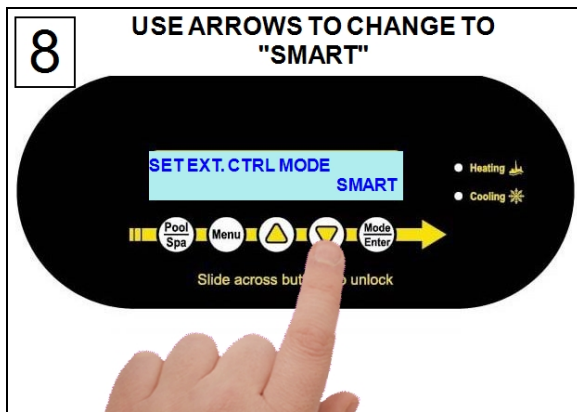 8
USE ARROWS TO CHANGE TO
"SMART"
SET EXT. CTRL MODE
SMART
Heating
Cooling
Pool
Spa
Menu
Mode
Enter
Slide across but o unlock